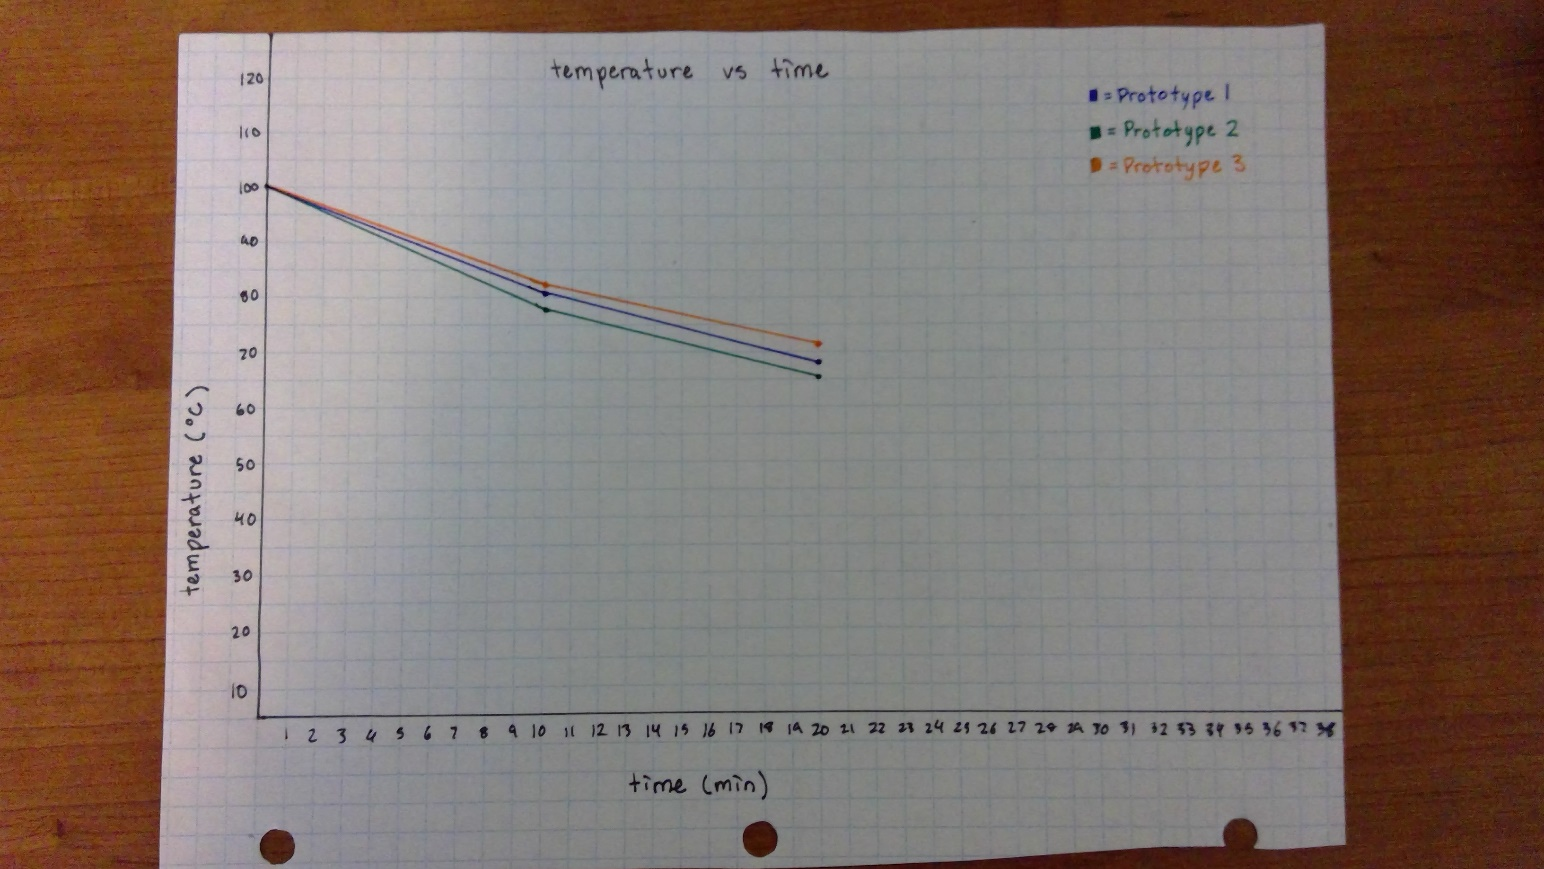 temperature vs time
= Prototype 1
= Prototype 2
= Prototype 3
120
110
100
90
80
70
60
50
40
30
20
10
temperature (°C)
1 2 3 4 5 6 7 8 9 10 11 12 13 14 15 16 17 18 19 20 21 22 23 24 25 26 27 28 29 30 31 32 33 34 35 36 37 38
time (min)